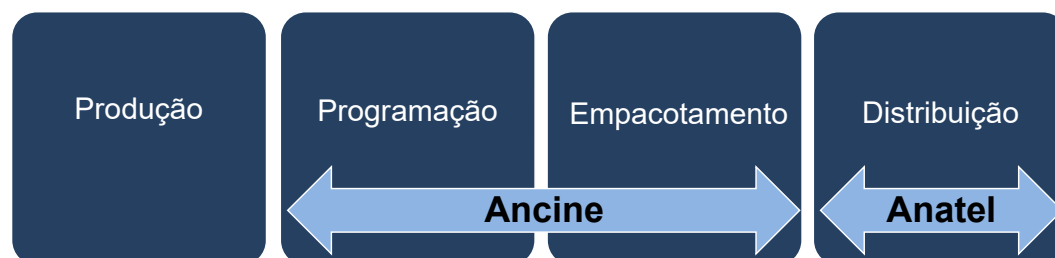 Produção
Programação
Empacotamento
Distribuição
Ancine
Anatel